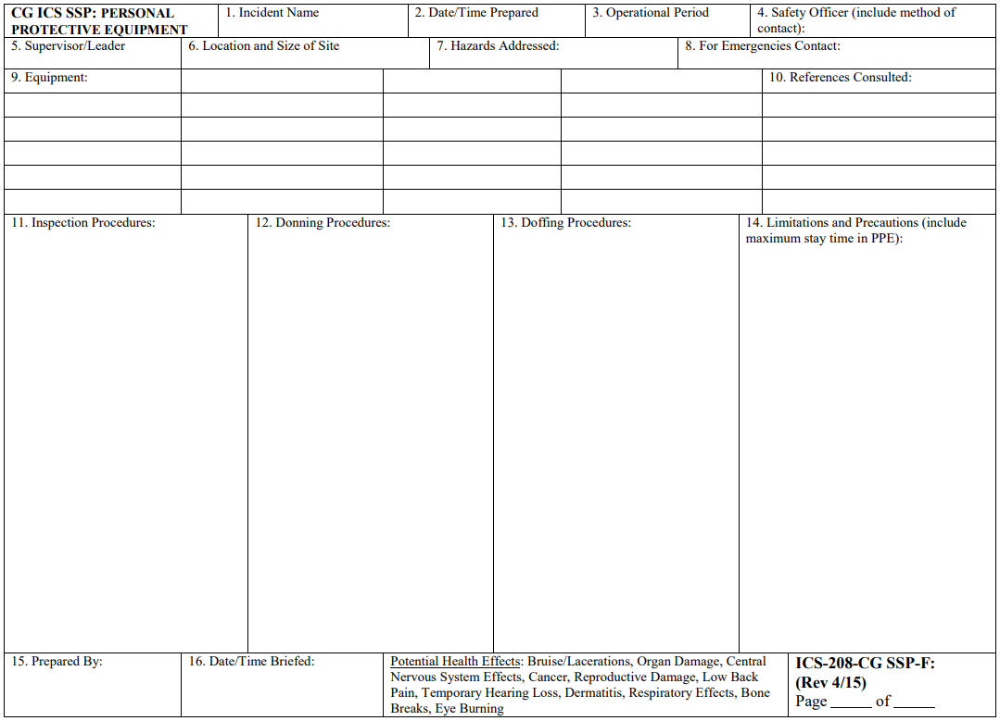 CG ICS SSP: PERSONAL
PROTECTIVE EQUIPMENT
1. Incident Name
2. Date/Time Prepared
3. Operational Period
4. Safety Officer (include method of
contact):
5. Supervisor/Leader
6. Location and Size of Site
7. Hazards Addressed:
8. For Emergencies Contact:
9. Equipment:
10. References Consulted:
11. Inspection Procedures:
12. Donning Procedures:
13. Doffing Procedures:
14. Limitations and Precautions (include
maximum stay time in PPE):
15. Prepared By:
16. Date/Time Briefed:
Potential Health Effects: Bruise/Lacerations, Organ Damage, Central
Nervous System Effects, Cancer, Reproductive Damage, Low Back
Pain, Temporary Hearing Loss, Dermatitis, Respiratory Effects, Bone
Breaks, Eye Burning
ICS-208-CG SSP-F:
(Rev 4/15)
Page _____ of _____